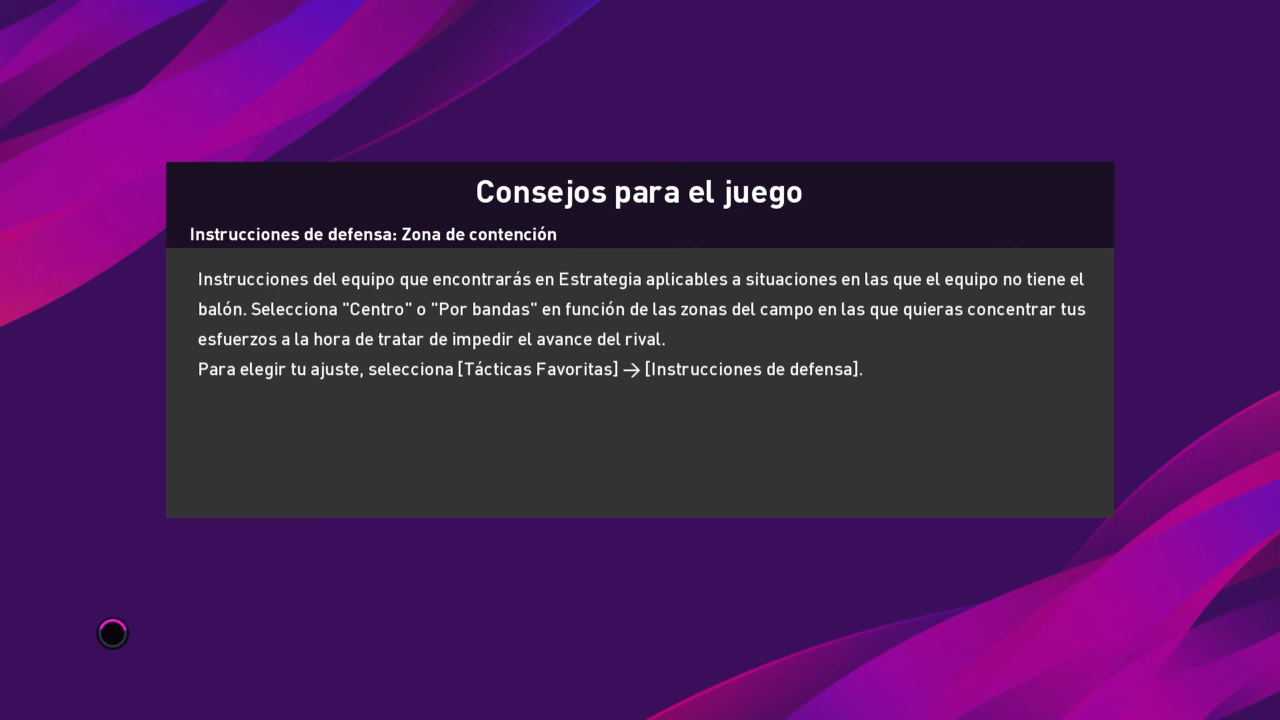 Consejos para el juego
Instrucciones de defensa: Zona de contención
Instrucciones del equipo que encontrarás en Estrategia aplicables a situaciones en las que el equipo no tiene el
balón. Selecciona "Centro" o "Por bandas" en función de las zonas del campo en las que quieras concentrar tus
esfuerzos a la hora de tratar de impedir el avance del rival.
Para elegir tu ajuste, selecciona [Tácticas Favoritas] → [Instrucciones de defensa].